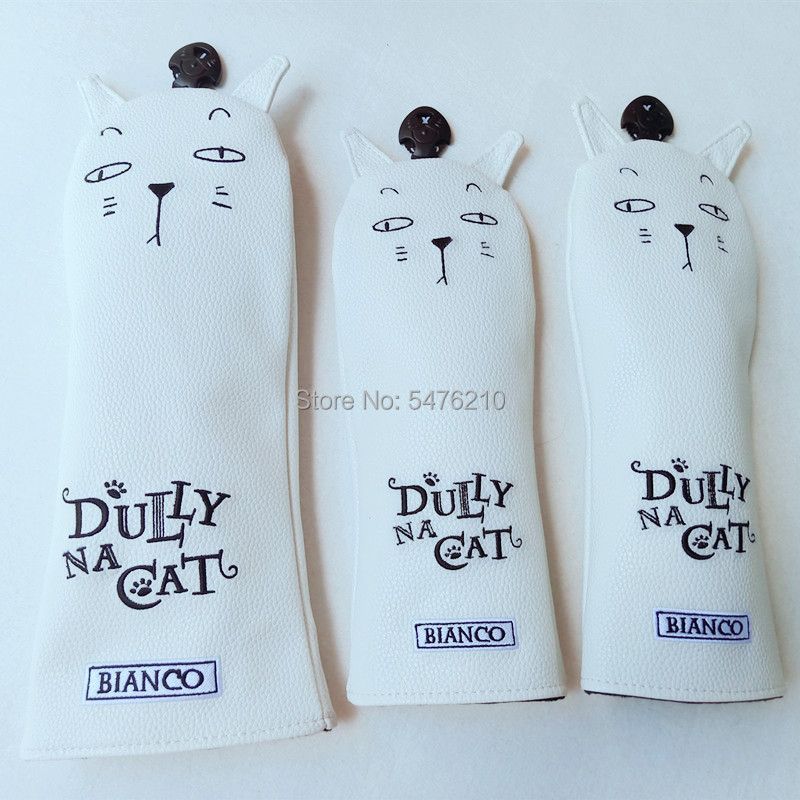 Store No: 5476210
DULLY
NA
CAT
BIANCO
DULLY
NA
CAT
BIANCO
DULLY
NA
CAT
BIANCO